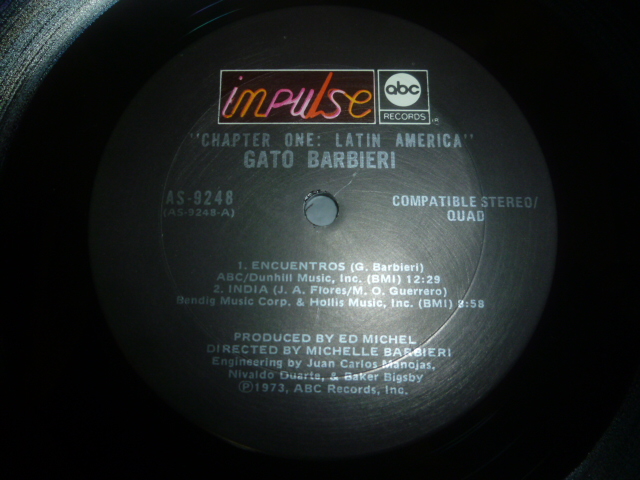 impulse
abc
RECORDS
"CHAPTER ONE: LATIN AMERICA"
GATO BARBIERI
AS-9248
(AS-9248-A)
COMPATIBLE STEREO/
QUAD
1. ENCUENTROS (G. Barbieri)
ABC/Dunhill Music, Inc. (BMI) 12:29
2. INDIA (J. A. Flores/M. O. Guerrero)
Bendig Music Corp. & Hollis Music, Inc. (BMI) 8:58
PRODUCED BY ED MICHEL
DIRECTED BY MICHELLE BARBIERI
Engineering by Juan Carlos Manojas,
Nivaldo Duarte, & Baker Bigsby
Ⓟ1973, ABC Records, Inc.